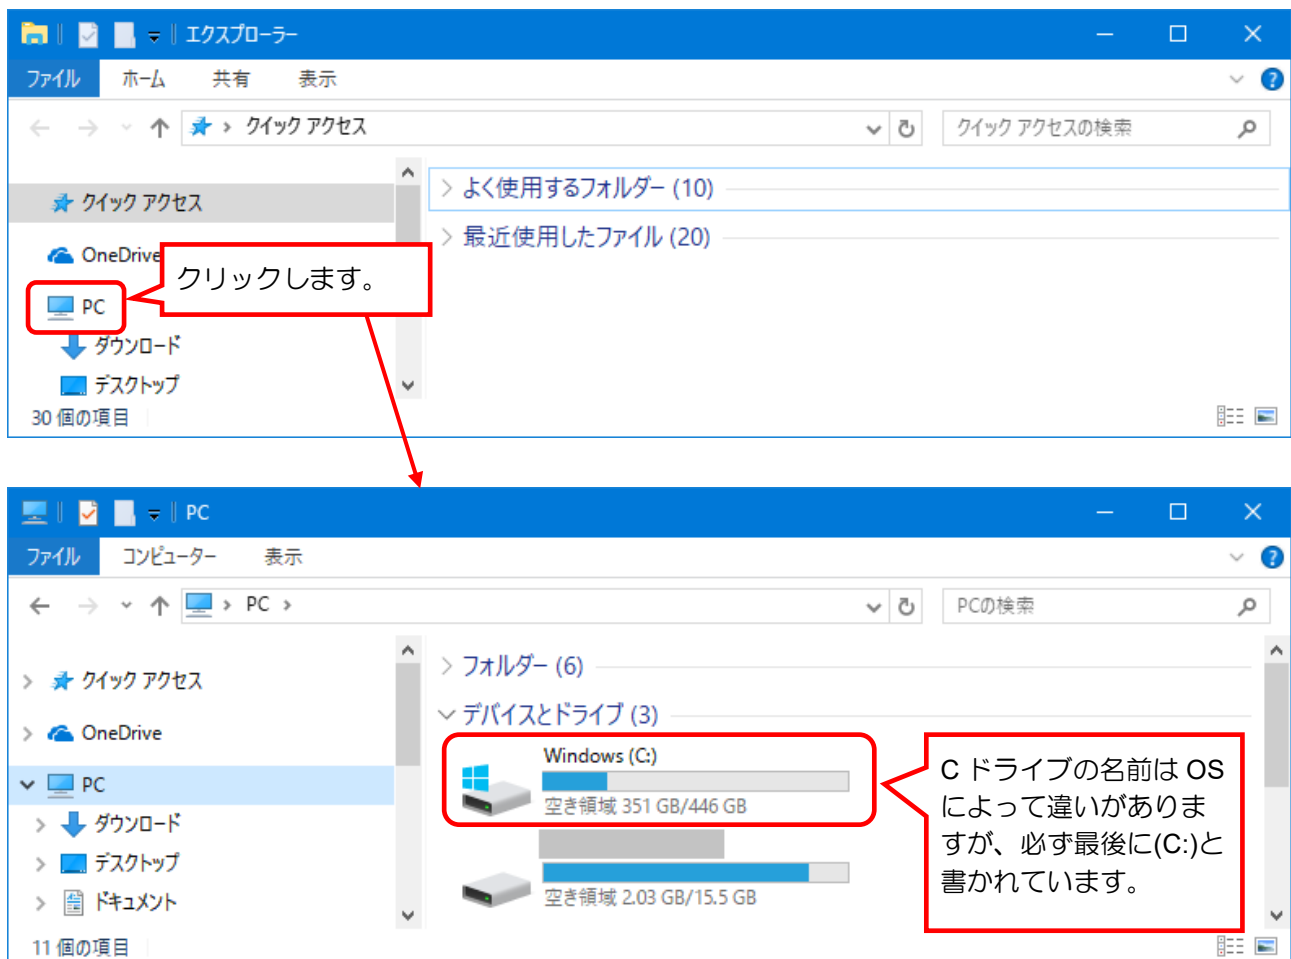 エクスプローラー
ファイル ホーム 共有 表示
クイック アクセス クイック アクセスの検索
クイック アクセス
OneDrive
PC
ダウンロード
デスクトップ
よく使用するフォルダー (10)
最近使用したファイル (20)
クリックします。
30 個の項目
PC
ファイル コンピューター 表示
PC PCの検索
クイック アクセス
OneDrive
PC
ダウンロード
デスクトップ
ドキュメント
フォルダー (6)
デバイスとドライブ (3)
Windows (C:)
空き領域 351 GB/446 GB
空き領域 2.03 GB/15.5 GB
C ドライブの名前は OS
によって違いがありま
すが、必ず最後に(C:)と
書かれています。
11 個の項目